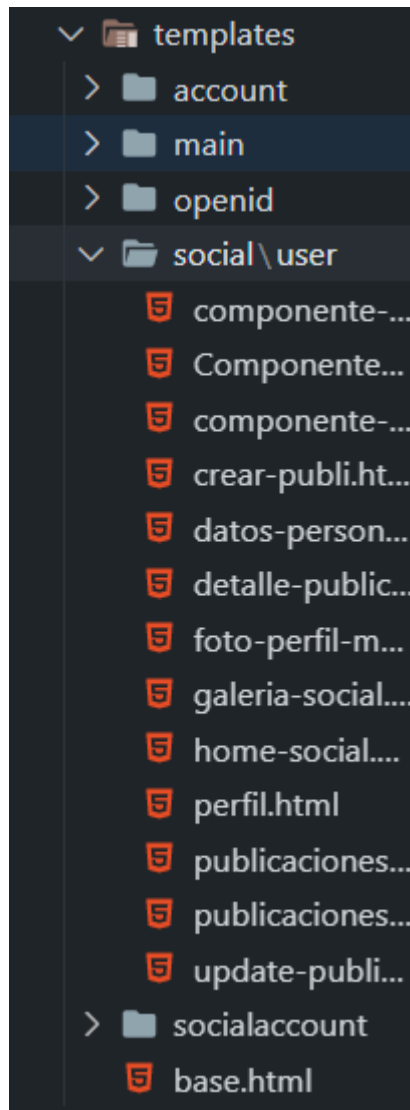 templates
account
main
openid
social\user
componente-...
Componente...
componente-...
crear-publi.ht...
datos-person...
detalle-public...
foto-perfil-m...
galeria-social....
home-social....
perfil.html
publicaciones...
publicaciones...
update-publi...
socialaccount
base.html